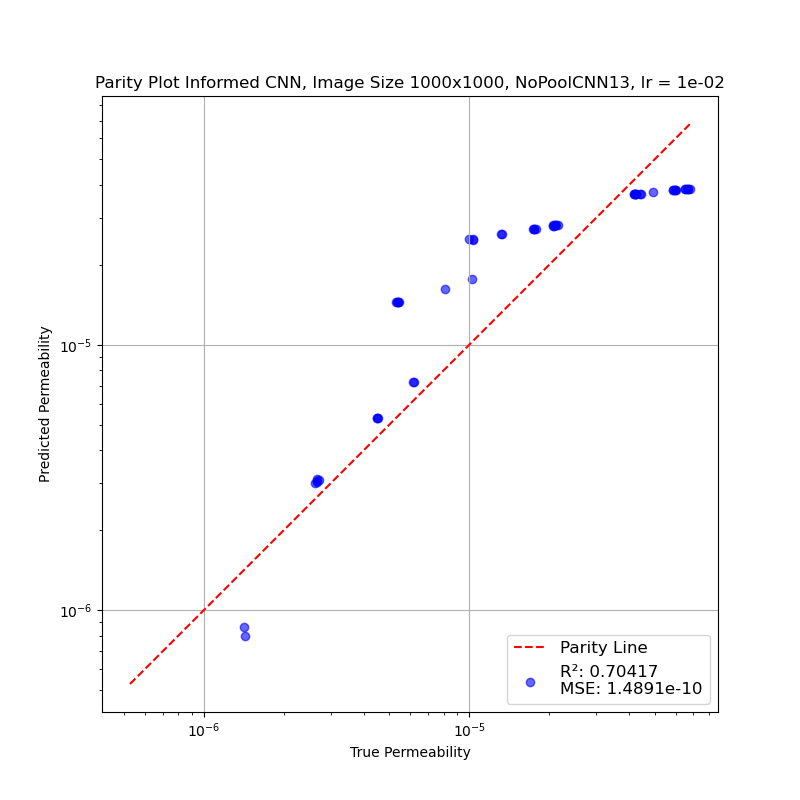 Parity Plot Informed CNN, Image Size 1000x1000, NoPoolCNN13, lr = 1e-02
Predicted Permeability
10⁻⁵
10⁻⁶
10⁻⁶
10⁻⁵
True Permeability
Parity Line
R²: 0.70417
MSE: 1.4891e-10